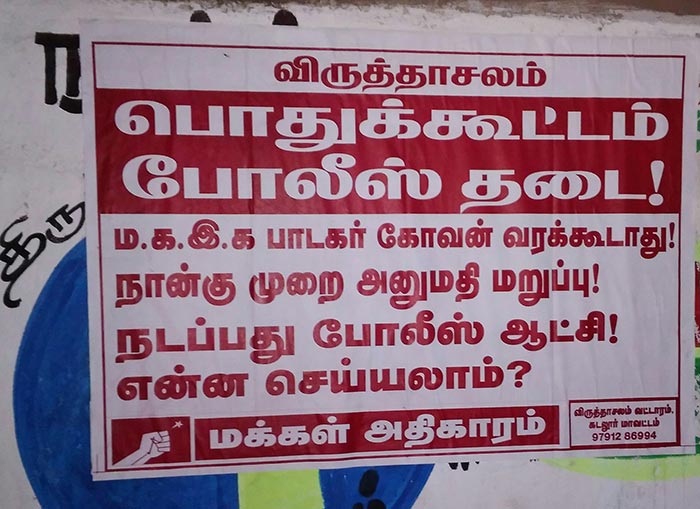 விருத்தாசலம்
பொதுக்கூட்டம்
போலீஸ் தடை!
ம.க.இ.க பாடகர் கோவன் வரக்கூடாது!
நான்கு முறை அனுமதி மறுப்பு!
நடப்பது போலீஸ் ஆட்சி!
என்ன செய்யலாம்?
மக்கள் அதிகாரம்
விருத்தாசலம் வட்டாரம்.
கடலூர் மாவட்டம்
97912 86994
திரு